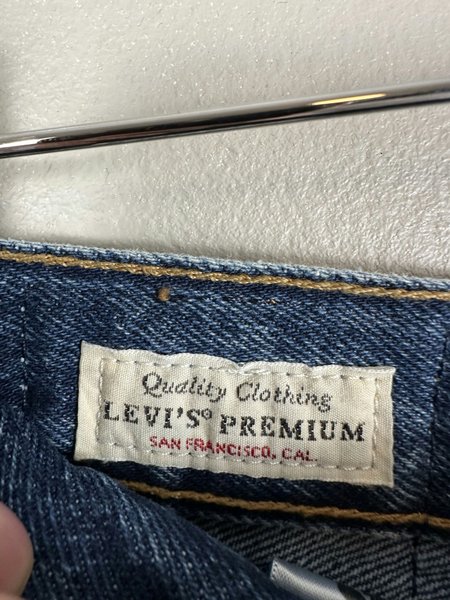 Quality Clothing
LEVI'S® PREMIUM
SAN FRANCISCO, CAL.